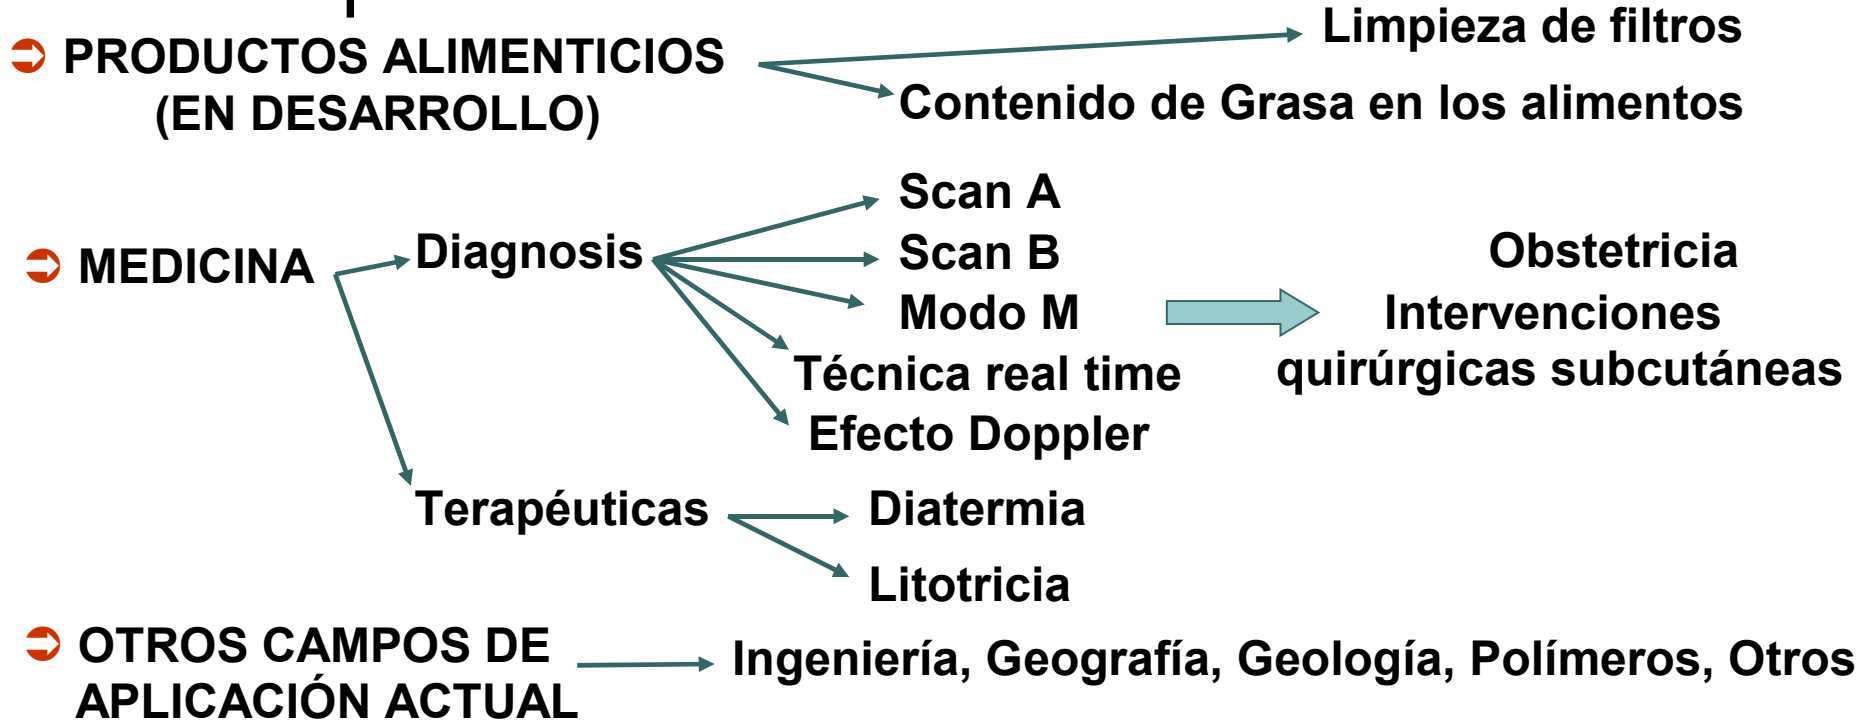 Limpieza de filtros
PRODUCTOS ALIMENTICIOS
(EN DESARROLLO)
Contenido de Grasa en los alimentos
Scan A
MEDICINA
Diagnosis
Scan B
Obstetricia
Modo M
Intervenciones
quirúrgicas subcutáneas
Técnica real time
Efecto Doppler
Terapéuticas
Diatermia
Litotricia
OTROS CAMPOS DE
APLICACIÓN ACTUAL
Ingeniería, Geografía, Geología, Polímeros, Otros